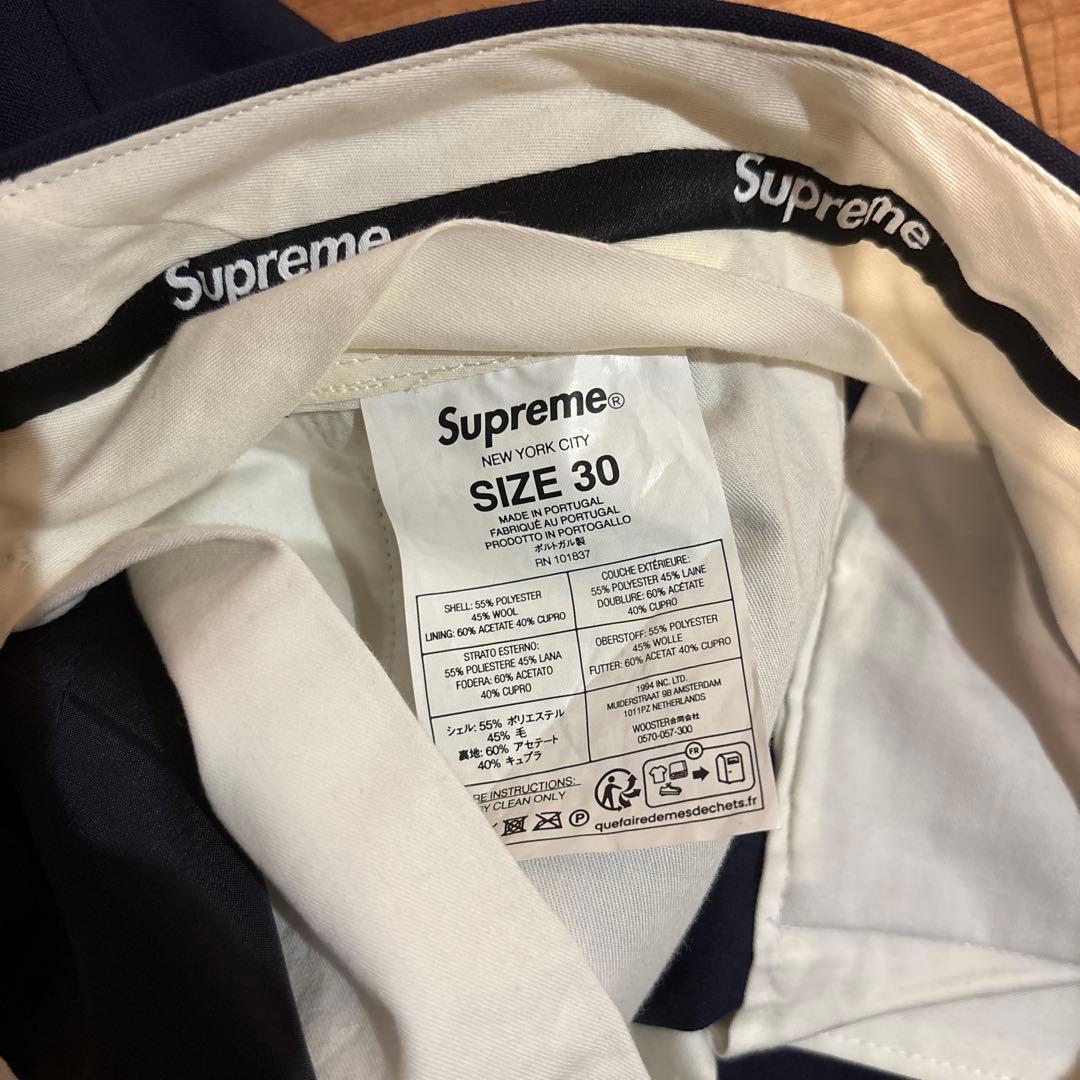 Supreme
Supreme
Supreme®
NEW YORK CITY
SIZE 30
MADE IN PORTUGAL
FABRIQUÉ AU PORTUGAL
PRODOTTO IN PORTOGALLO
ポルトガル製
RN 101837
SHELL: 55% POLYESTER
45% WOOL
LINING: 60% ACETATE 40% CUPRO
COUCHE EXTÉRIEURE:
55% POLYESTER 45% LAINE
DOUBLURE: 60% ACÉTATE
40% CUPRO
STRATO ESTERNO:
55% POLIESTERE 45% LANA
FODERA: 60% ACETATO
40% CUPRO
OBERSTOFF: 55% POLYESTER
45% WOLLE
FUTTER: 60% ACETAT 40% CUPRO
シェル: 55% ポリエステル
45% 毛
裏地: 60% アセテート
40% キュプラ
1994 INC. LTD.
MUIDERSTRAAT 9B AMSTERDAM
1011PZ NETHERLANDS
WOOSTER合同会社
0570-057-300
RE INSTRUCTIONS:
Y CLEAN ONLY
P
FR
quefairedemesdechets.fr